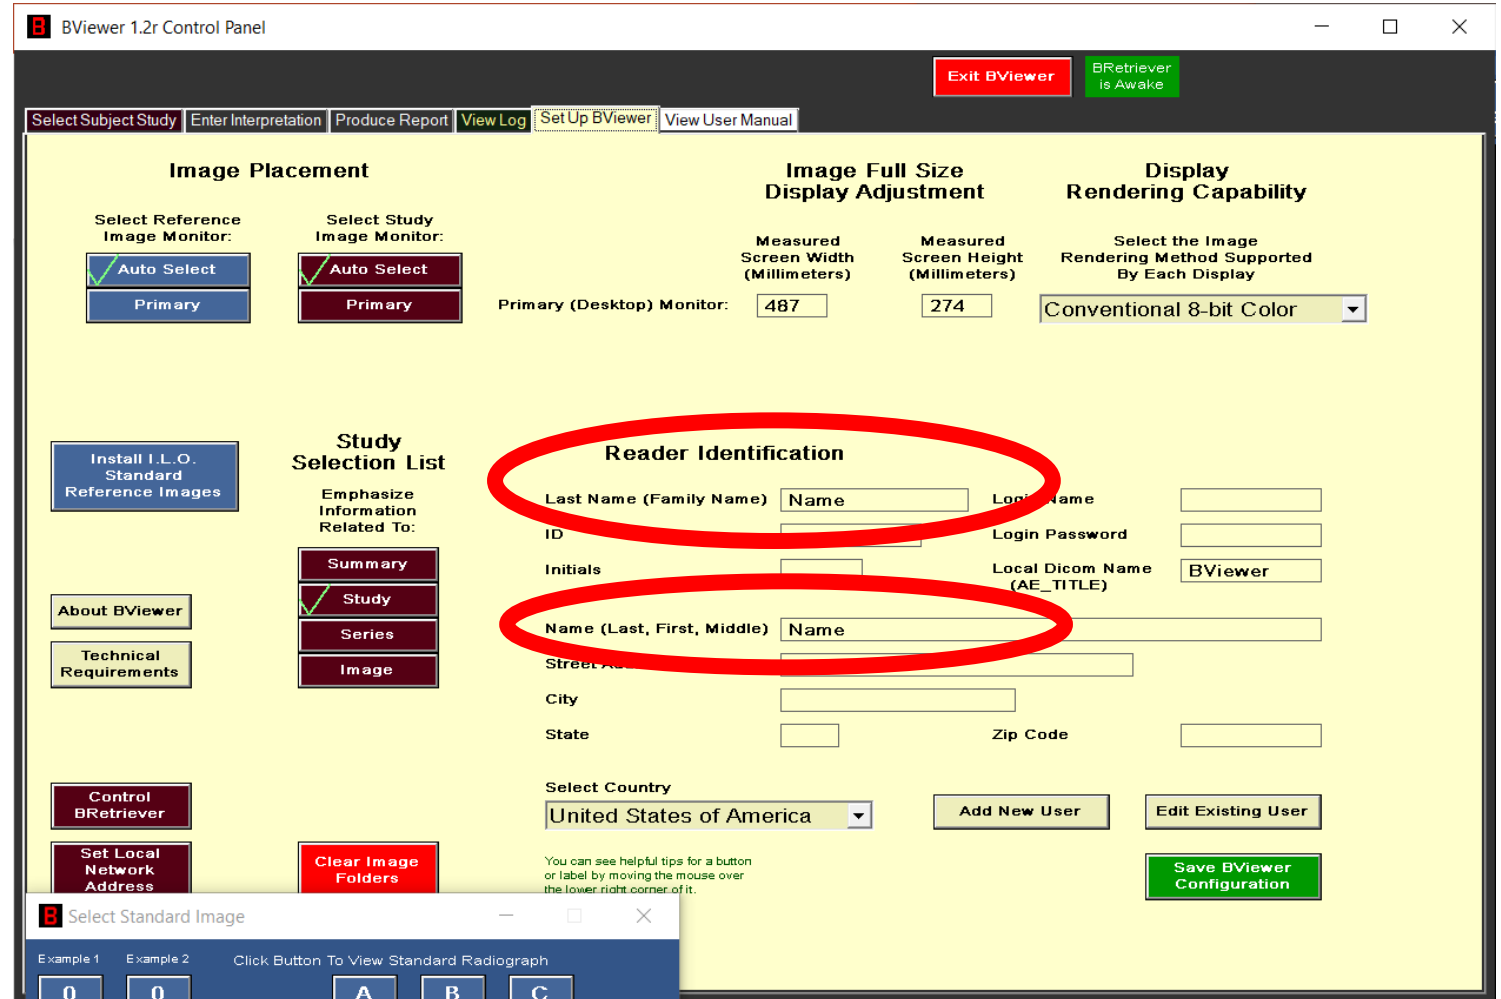 BViewer 1.2r Control Panel
Exit BViewer
BRetriever
is Awake
Select Subject Study
Enter Interpretation
Produce Report
View Log
Set Up BViewer
View User Manual
Image Placement
Image Full Size
Display Adjustment
Display
Rendering Capability
Select Reference
Image Monitor:
Select Study
Image Monitor:
Auto Select
Primary
Auto Select
Primary
Measured
Screen Width
(Millimeters)
Measured
Screen Height
(Millimeters)
Select the Image
Rendering Method Supported
By Each Display
Primary (Desktop) Monitor:
487
274
Conventional 8-bit Color
Install I.L.O.
Standard
Reference Images
Study
Selection List
Emphasize
Information
Related To:
Summary
Study
Series
Image
About BViewer
Technical
Requirements
Reader Identification
Last Name (Family Name)
Name
Login Name
ID
Login Password
Initials
Local Dicom Name
(AE_TITLE)
BViewer
Name (Last, First, Middle)
Name
Street
City
State
Zip Code
Select Country
United States of America
Add New User
Edit Existing User
Control
BRetriever
Set Local
Network
Address
Clear Image
Folders
You can see helpful tips for a button
or label by moving the mouse over
the lower right corner of it.
Save BViewer
Configuration
Select Standard Image
Example 1
Example 2
Click Button To View Standard Radiograph
0
0
A
B
C